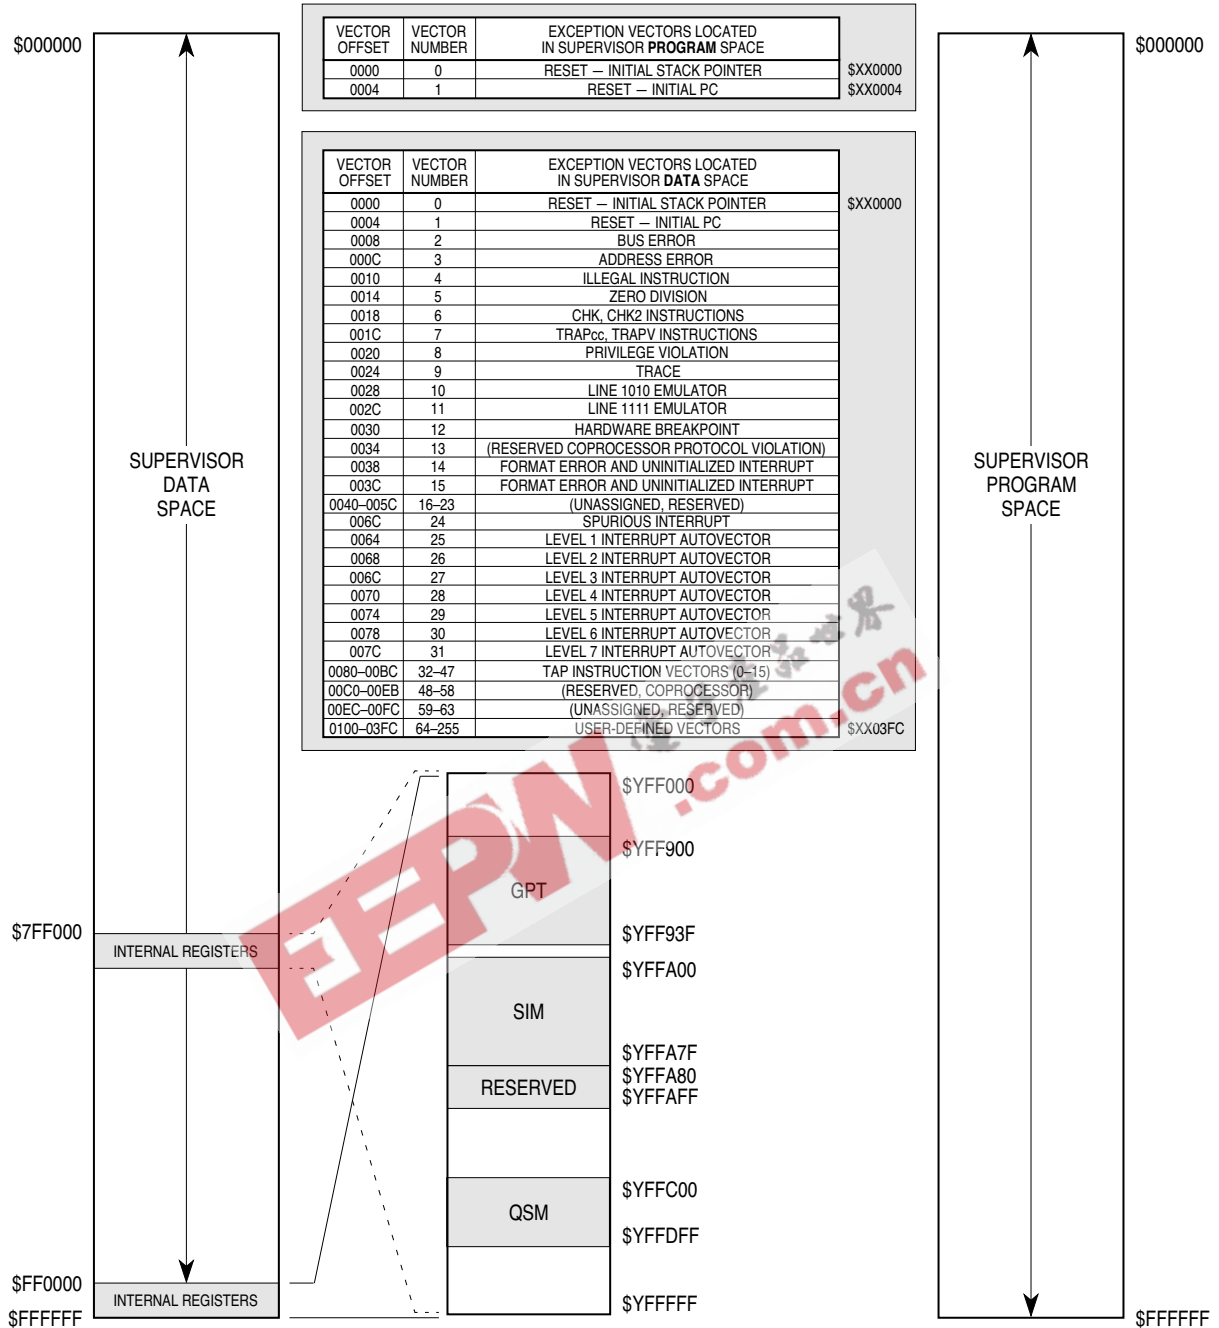 $000000
SUPERVISOR
DATA
SPACE
$7FF000
INTERNAL REGISTERS
$FF0000
INTERNAL REGISTERS
$FFFFFF
VECTOR OFFSET VECTOR NUMBER EXCEPTION VECTORS LOCATED IN SUPERVISOR PROGRAM SPACE
0000 0 RESET — INITIAL STACK POINTER $XX0000
0004 1 RESET — INITIAL PC $XX0004
VECTOR OFFSET VECTOR NUMBER EXCEPTION VECTORS LOCATED IN SUPERVISOR DATA SPACE
0000 0 RESET — INITIAL STACK POINTER $XX0000
0004 1 RESET — INITIAL PC
0008 2 BUS ERROR
000C 3 ADDRESS ERROR
0010 4 ILLEGAL INSTRUCTION
0014 5 ZERO DIVISION
0018 6 CHK, CHK2 INSTRUCTIONS
001C 7 TRAPcc, TRAPV INSTRUCTIONS
0020 8 PRIVILEGE VIOLATION
0024 9 TRACE
0028 10 LINE 1010 EMULATOR
002C 11 LINE 1111 EMULATOR
0030 12 HARDWARE BREAKPOINT
0034 13 (RESERVED COPROCESSOR PROTOCOL VIOLATION)
0038 14 FORMAT ERROR AND UNINITIALIZED INTERRUPT
003C 15 FORMAT ERROR AND UNINITIALIZED INTERRUPT
0040–005C 16–23 (UNASSIGNED, RESERVED)
006C 24 SPURIOUS INTERRUPT
0064 25 LEVEL 1 INTERRUPT AUTOVECTOR
0068 26 LEVEL 2 INTERRUPT AUTOVECTOR
006C 27 LEVEL 3 INTERRUPT AUTOVECTOR
0070 28 LEVEL 4 INTERRUPT AUTOVECTOR
0074 29 LEVEL 5 INTERRUPT AUTOVECTOR
0078 30 LEVEL 6 INTERRUPT AUTOVECTOR
007C 31 LEVEL 7 INTERRUPT AUTOVECTOR
0080–00BC 32–47 TAP INSTRUCTION VECTORS (0–15)
00C0–00EB 48–58 (RESERVED, COPROCESSOR)
00EC–00FC 59–63 (UNASSIGNED, RESERVED)
0100–03FC 64–255 USER-DEFINED VECTORS $XX03FC
$YFF000
$YFF900
GPT
$YFF93F
$YFFA00
SIM
$YFFA7F
$YFFA80
RESERVED
$YFFAFF
$YFFC00
QSM
$YFFDFF
$YFFFFF
$000000
SUPERVISOR
PROGRAM
SPACE
$FFFFFF
EEPW.com.cn
电子产品世界